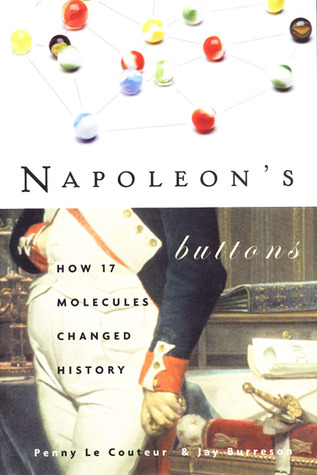 NAPOLEON'S
buttons
HOW 17
MOLECULES
CHANGED
HISTORY
Penny Le Couteur & Jay Burreson